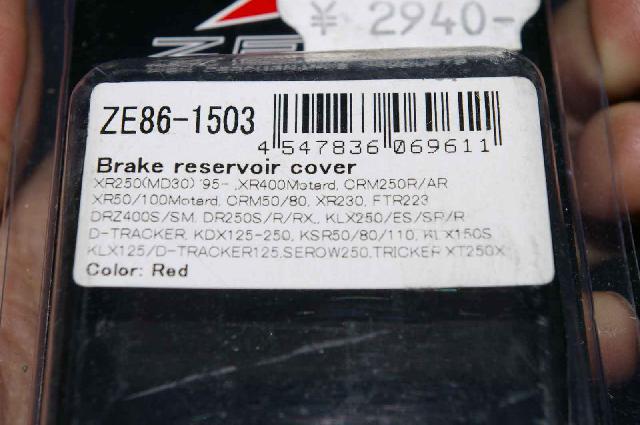 ¥ 2940-
ZE86-1503
4 547836 069611
Brake reservoir cover
XR250(MD30) '95- ,XR400Motard, CRM250R/AR
XR50/100Motard, CRM50/80, XR230, FTR223
DRZ400S/SM, DR250S/R/RX,, KLX250/ES/SR/R
D-TRACKER, KDX125-250, KSR50/80/110, KLX150S
KLX125/D-TRACKER125,SEROW250,TRICKER XT250X
Color: Red